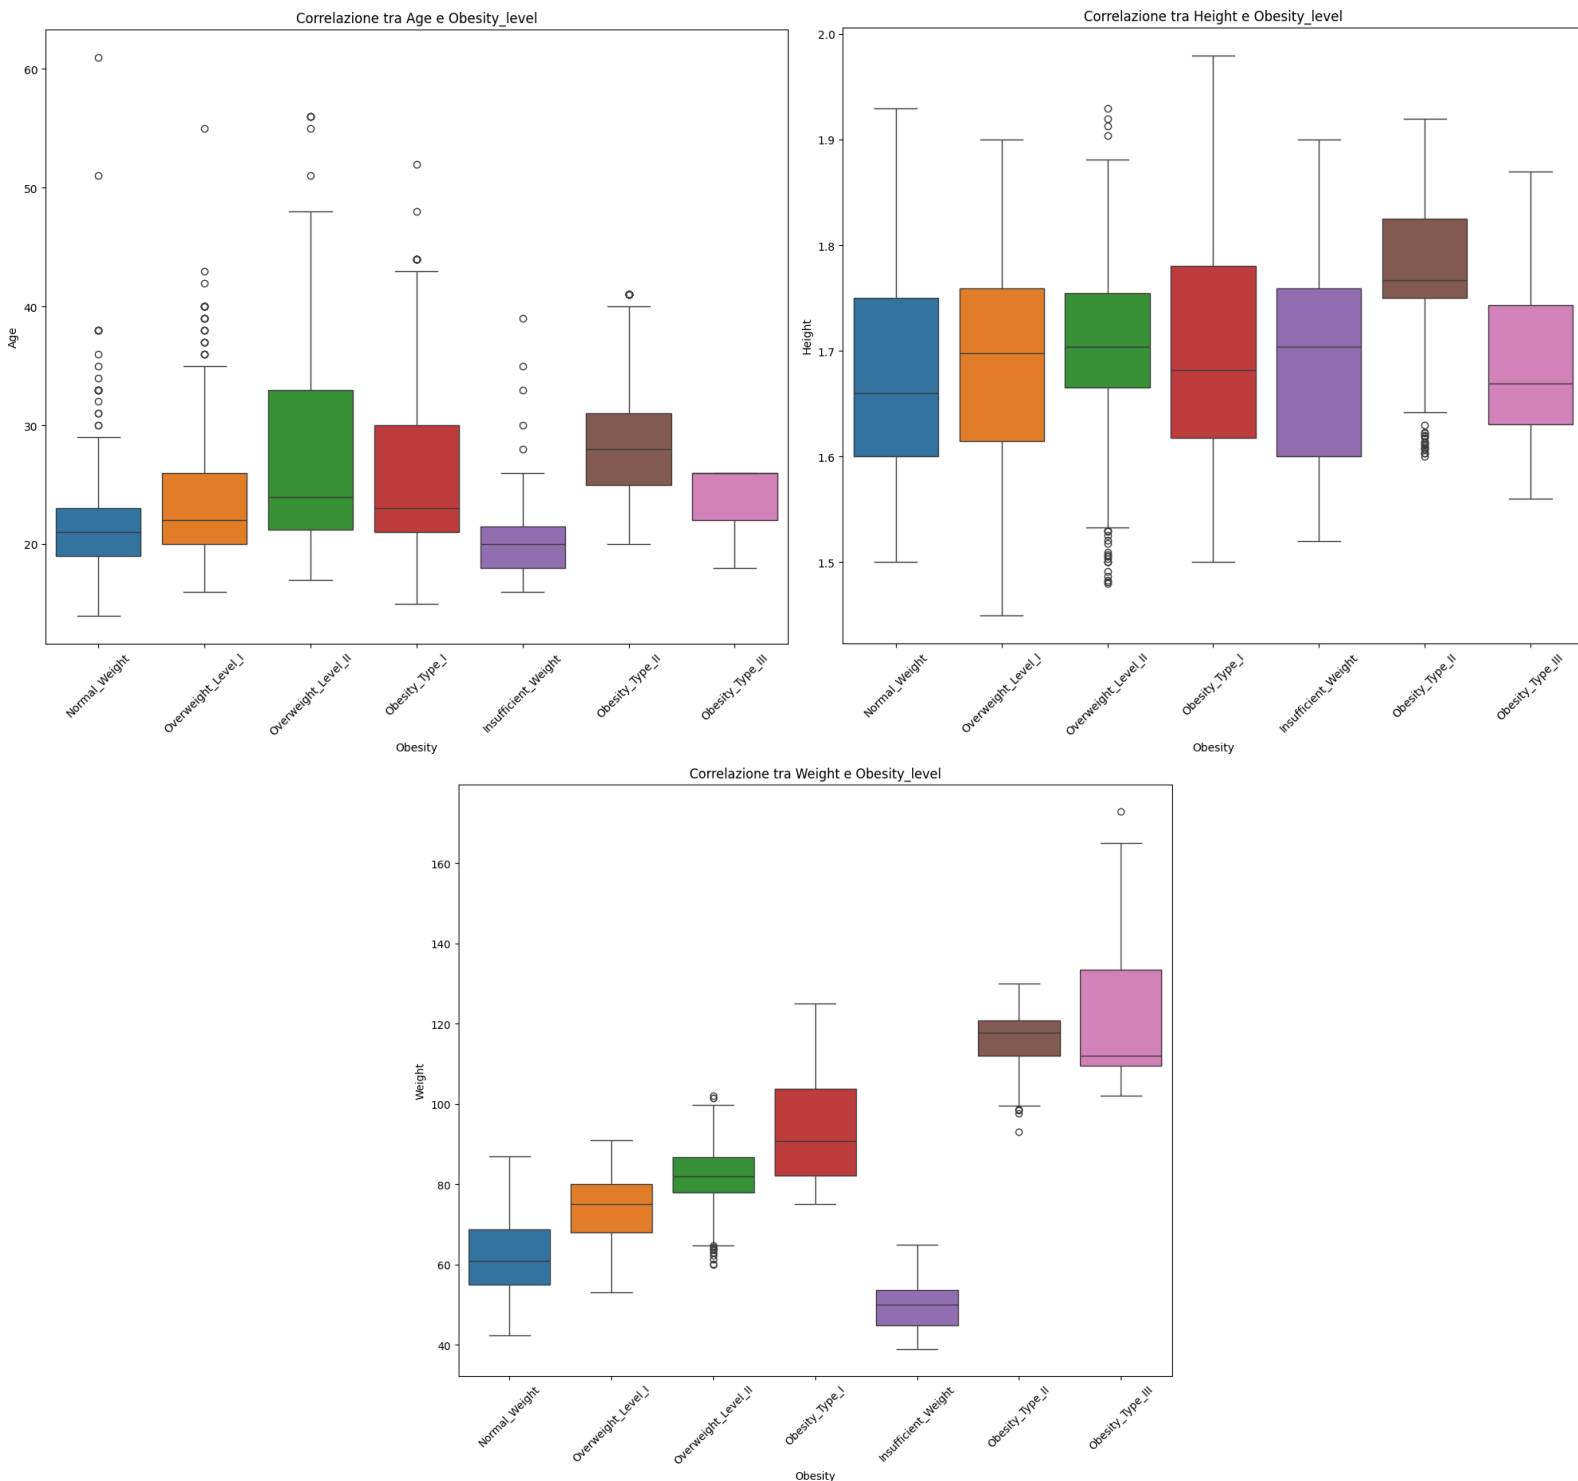 Correlazione tra Age e Obesity_level
Age
60
50
40
30
20
Normal_Weight
Overweight_Level_I
Overweight_Level_II
Obesity_Type_I
Insufficient_Weight
Obesity_Type_II
Obesity_Type_III
Obesity
Correlazione tra Height e Obesity_level
Height
2.0
1.9
1.8
1.7
1.6
1.5
Normal_Weight
Overweight_Level_I
Overweight_Level_II
Obesity_Type_I
Insufficient_Weight
Obesity_Type_II
Obesity_Type_III
Obesity
Correlazione tra Weight e Obesity_level
Weight
160
140
120
100
80
60
40
Normal_Weight
Overweight_Level_I
Overweight_Level_II
Obesity_Type_I
Insufficient_Weight
Obesity_Type_II
Obesity_Type_III
Obesity